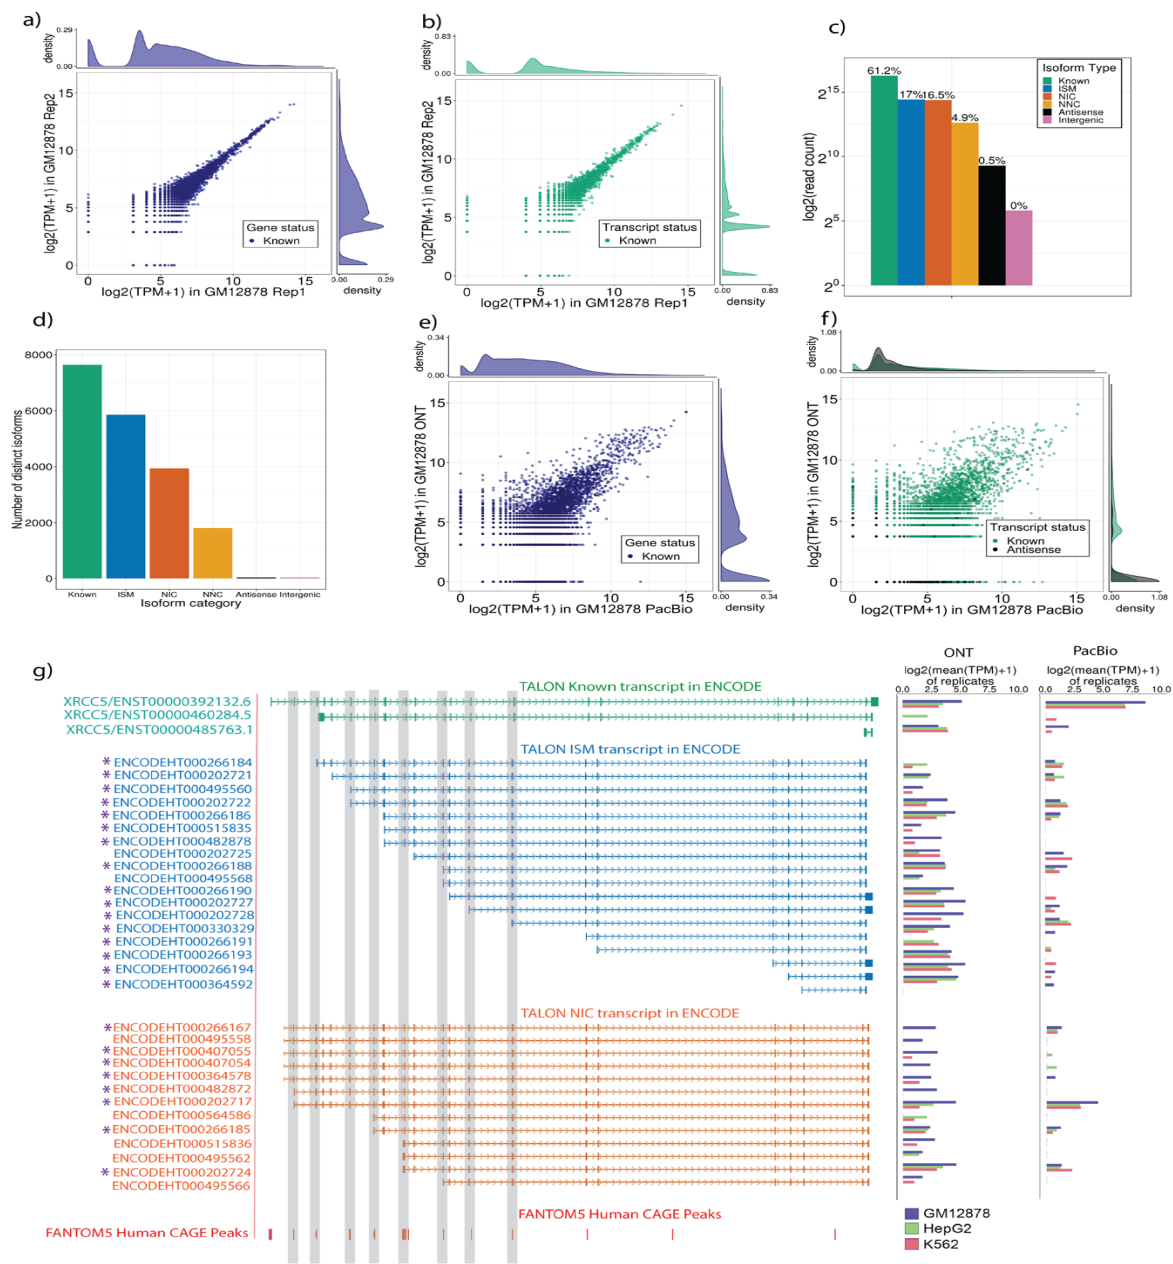 a)
0.29
0.00
density
15
10
5
0
log2(TPM+1) in GM12878 Rep2
Gene status
Known
0 5 10 15
log2(TPM+1) in GM12878 Rep1
0.00 0.29
density
b)
0.83
0.00
density
15
10
5
0
log2(TPM+1) in GM12878 Rep2
Transcript status
Known
0 5 10 15
log2(TPM+1) in GM12878 Rep1
0.00 0.83
density
c)
61.2%
17% 16.5%
4.9%
0.5%
0%
2^15
2^10
2^5
2^0
log2(read count)
Isoform Type
Known
ISM
NIC
NNC
Antisense
Intergenic
d)
8000
6000
4000
2000
0
Number of distinct isoforms
Known ISM NIC NNC Antisense Intergenic
Isoform category
e)
0.34
0.00
density
15
10
5
0
log2(TPM+1) in GM12878 ONT
Gene status
Known
0 5 10 15
log2(TPM+1) in GM12878 PacBio
0.00 0.34
density
f)
1.08
0.00
density
15
10
5
0
log2(TPM+1) in GM12878 ONT
Transcript status
Known
Antisense
0 5 10 15
log2(TPM+1) in GM12878 PacBio
0.00 1.08
density
g)
ONT PacBio
log2(mean(TPM)+1) log2(mean(TPM)+1)
of replicates of replicates
0.0 2.5 5.0 7.5 10.0 0.0 2.5 5.0 7.5 10.0
TALON Known transcript in ENCODE
XRCC5/ENST00000392132.6
XRCC5/ENST00000460284.5
XRCC5/ENST00000485763.1
TALON ISM transcript in ENCODE
* ENCODEHT000266184
* ENCODEHT000202721
* ENCODEHT000495560
* ENCODEHT000202722
* ENCODEHT000266186
* ENCODEHT000515835
* ENCODEHT000482878
ENCODEHT000202725
* ENCODEHT000266188
ENCODEHT000495568
* ENCODEHT000266190
* ENCODEHT000202727
* ENCODEHT000202728
* ENCODEHT000330329
* ENCODEHT000266191
* ENCODEHT000266193
* ENCODEHT000266194
* ENCODEHT000364592
TALON NIC transcript in ENCODE
* ENCODEHT000266167
ENCODEHT000495558
* ENCODEHT000407055
* ENCODEHT000407054
* ENCODEHT000364578
* ENCODEHT000482872
* ENCODEHT000202717
ENCODEHT000564586
* ENCODEHT000266185
ENCODEHT000515836
ENCODEHT000495562
* ENCODEHT000202724
ENCODEHT000495566
FANTOM5 Human CAGE Peaks
FANTOM5 Human CAGE Peaks
GM12878
HepG2
K562